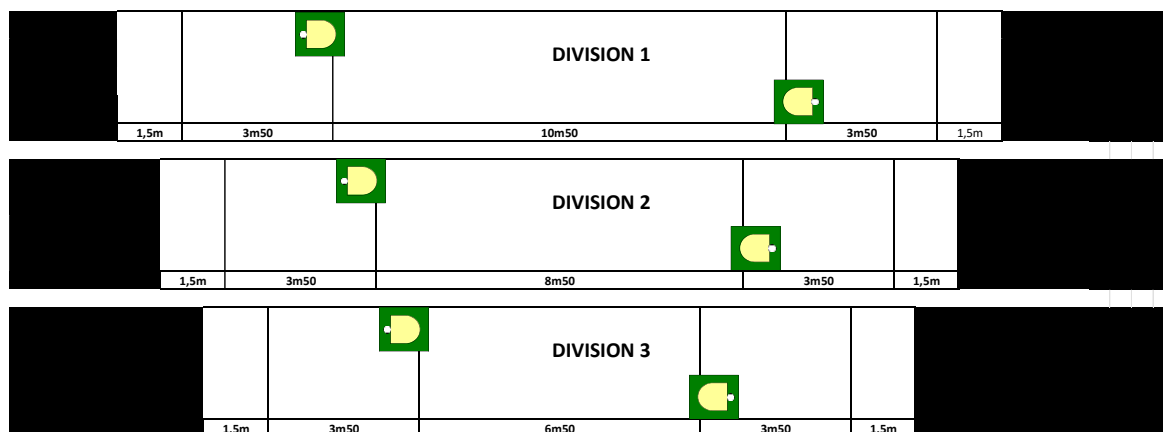 DIVISION 1
1,5m 3m50 10m50 3m50 1,5m
DIVISION 2
1,5m 3m50 8m50 3m50 1,5m
DIVISION 3
1,5m 3m50 6m50 3m50 1,5m